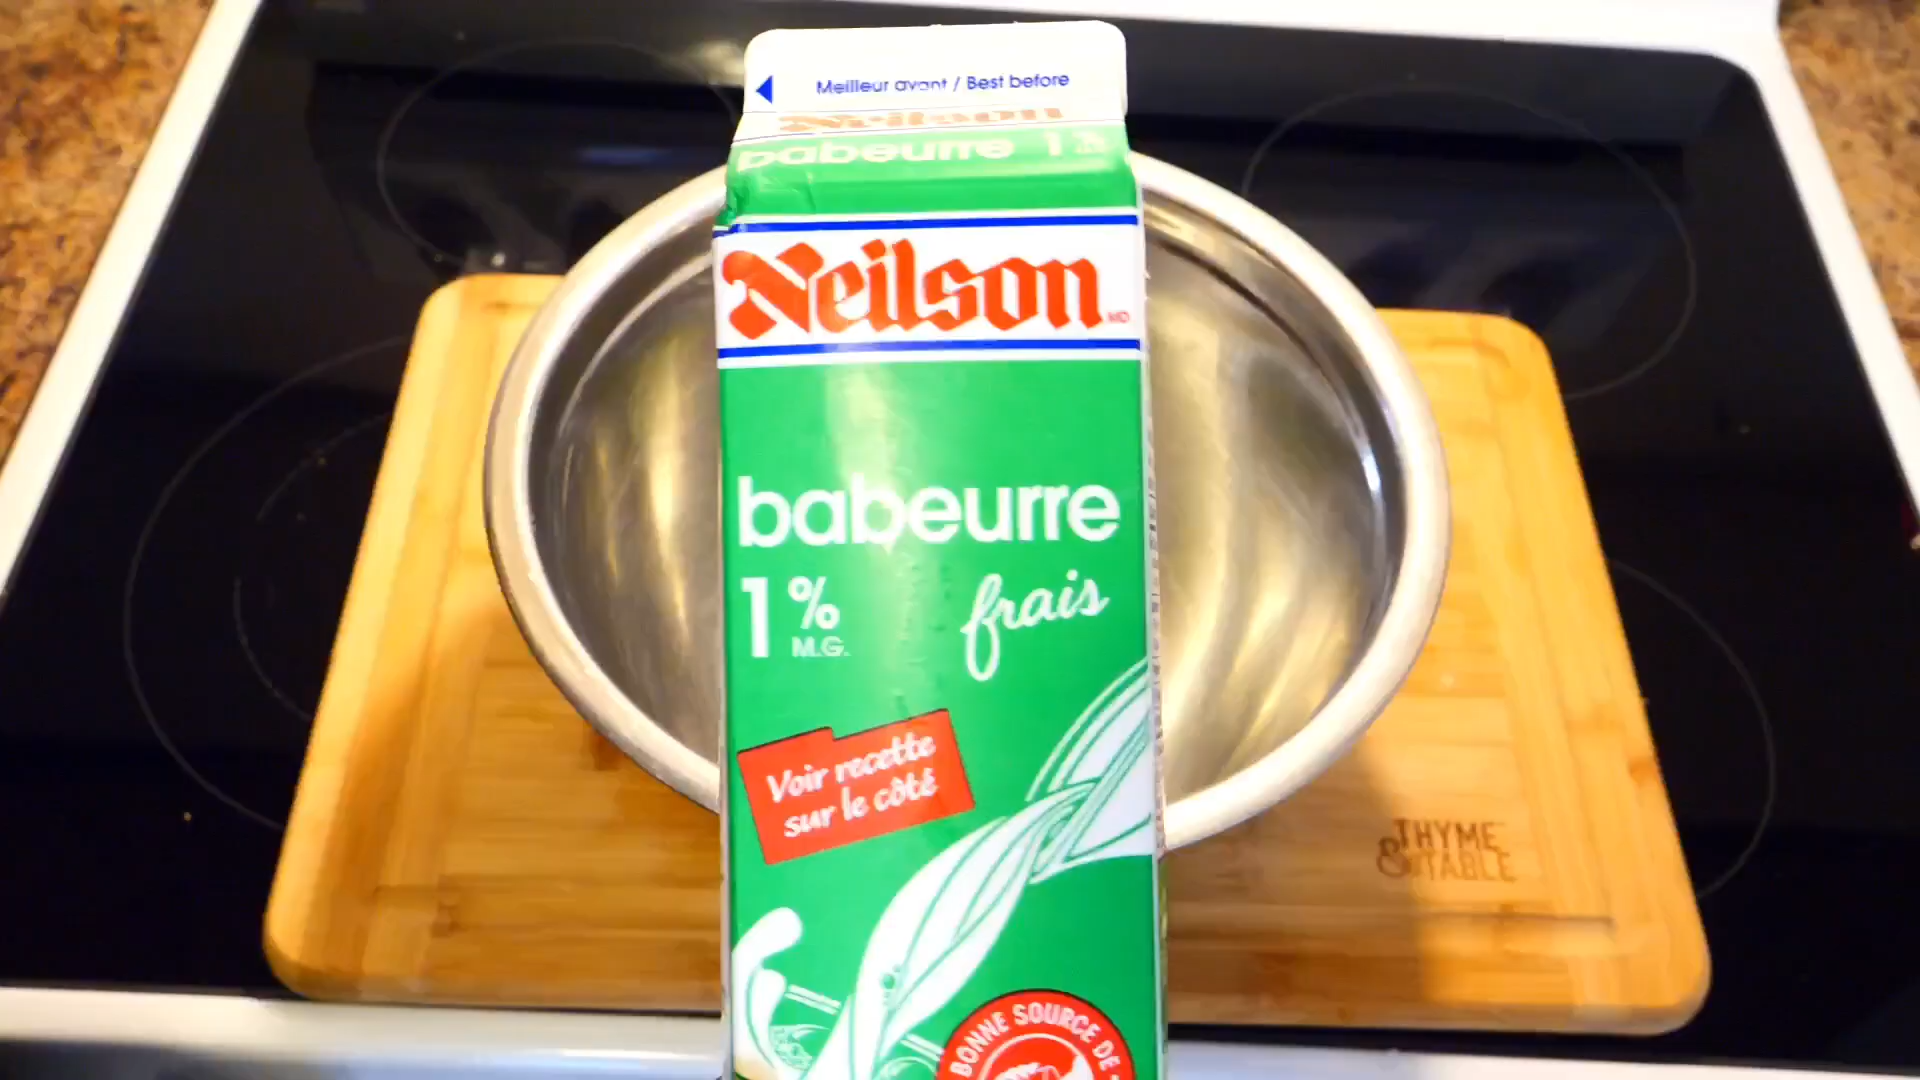 Meilleur avant / Best before
Neilson
babeurre 1%
Neilson MD
babeurre
1% frais
M.G.
Voir recette
sur le côté
THYME
& TABLE
BONNE SOURCE DE